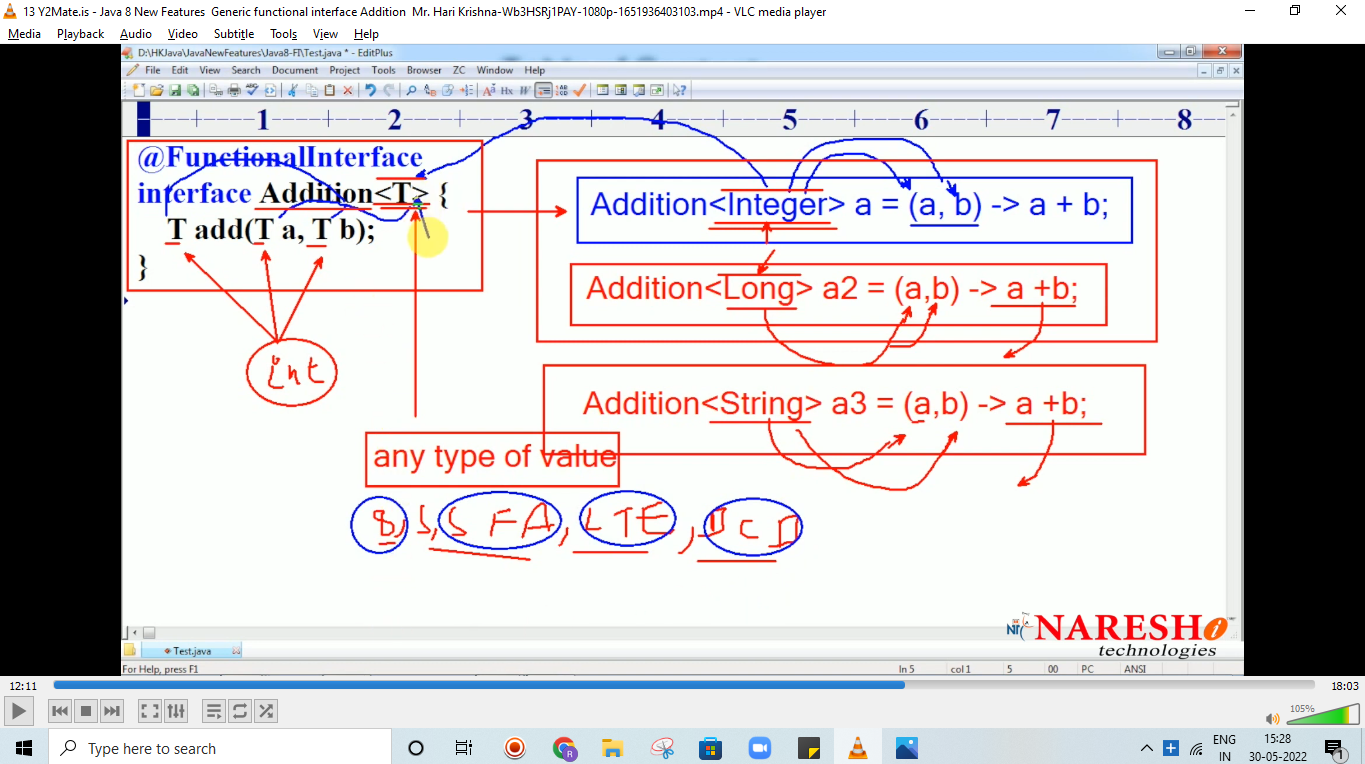 13 Y2Mate.is - Java 8 New Features Generic functional interface Addition Mr. Hari Krishna-Wb3HSRj1PAY-1080p-1651936403103.mp4 - VLC media player
Media Playback Audio Video Subtitle Tools View Help
D:\HKJava\JavaNewFeatures\Java8-FI\Test.java * - EditPlus
File Edit View Search Document Project Tools Browser ZC Window Help
1 2 3 4 5 6 7 8
@FunctionalInterface
interface Addition<T> {
T add(T a, T b);
}
Addition<Integer> a = (a, b) -> a + b;
Addition<Long> a2 = (a,b) -> a +b;
int
Addition<String> a3 = (a,b) -> a +b;
any type of value
8, S, S FA, LTE, DCD
NARESH i
technologies
Test.java
For Help, press F1 ln 5 col 1 5 00 PC ANSI
12:11 18:03
105%
Type here to search
ENG
IN
15:28
30-05-2022
1